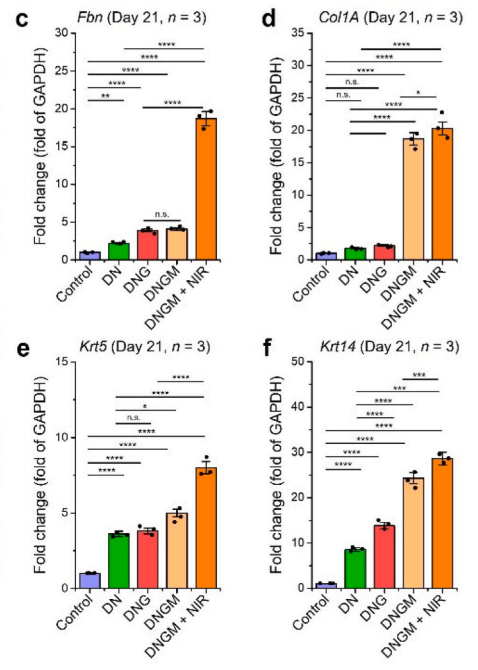 c
Fbn (Day 21, n = 3)
Fold change (fold of GAPDH)
30
25
20
15
10
5
0
****
****
****
****
**
****
n.s.
Control
DN
DNG
DNGM
DNGM + NIR
d
Col1A (Day 21, n = 3)
Fold change (fold of GAPDH)
35
30
25
20
15
10
5
0
****
****
****
n.s.
n.s.
*
****
****
Control
DN
DNG
DNGM
DNGM + NIR
e
Krt5 (Day 21, n = 3)
Fold change (fold of GAPDH)
15
10
5
0
****
****
*
n.s.
****
****
****
****
Control
DN
DNG
DNGM
DNGM + NIR
f
Krt14 (Day 21, n = 3)
Fold change (fold of GAPDH)
50
40
30
20
10
0
***
***
****
****
****
****
****
****
Control
DN
DNG
DNGM
DNGM + NIR